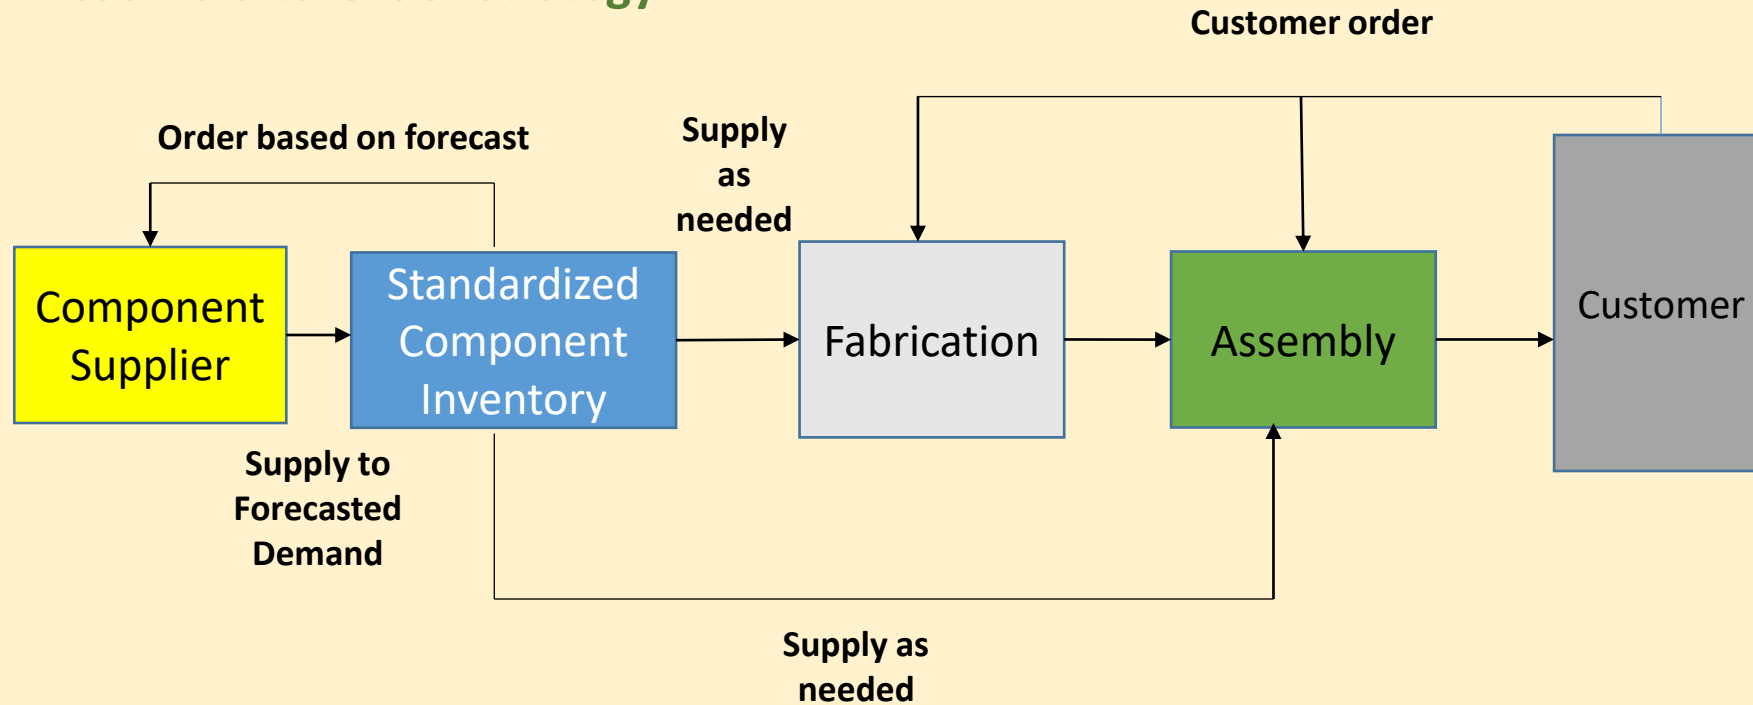 Customer order
Order based on forecast
Supply
as
needed
Component
Supplier
Standardized
Component
Inventory
Fabrication
Assembly
Customer
Supply to
Forecasted
Demand
Supply as
needed